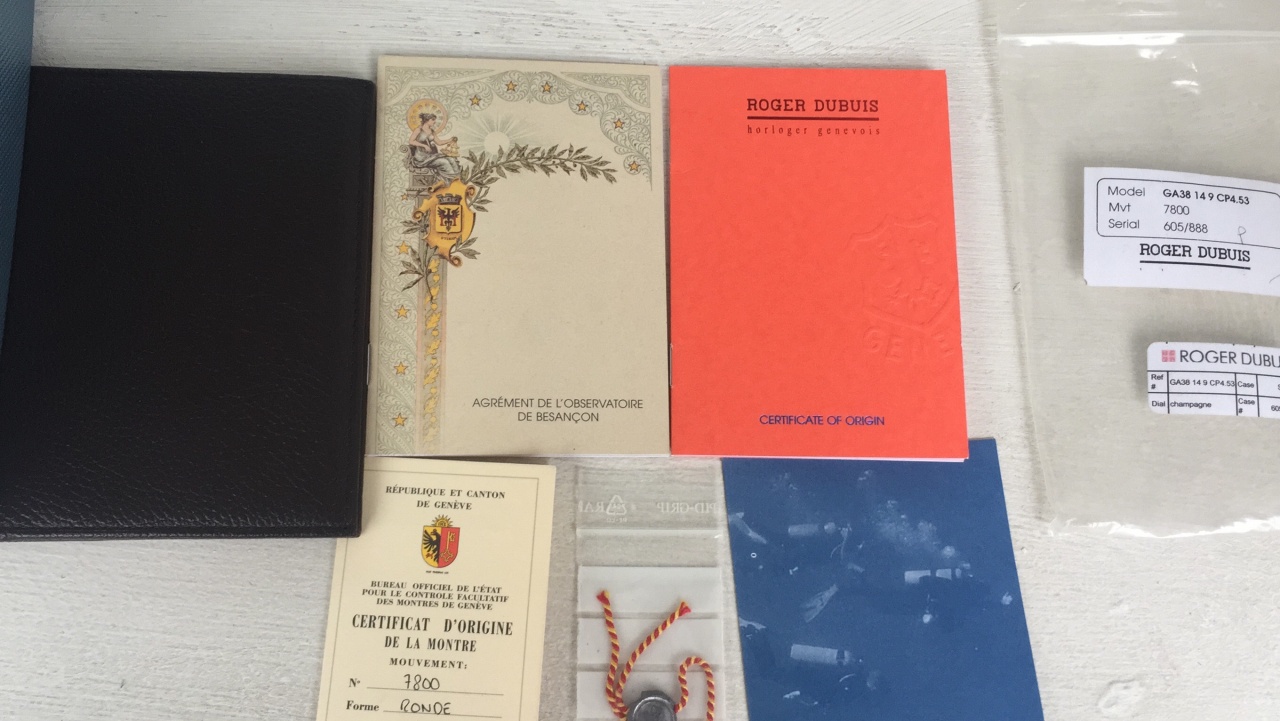 AGRÉMENT DE L'OBSERVATOIRE
DE BESANÇON
ROGER DUBUIS
horloger genevois
GENEVE
CERTIFICATE OF ORIGIN
Model GA38 14 9 CP4.53
Mvt 7800
Serial 605/888
ROGER DUBUIS
ROGER DUBU
Ref # GA38 14 9 CP4.53 Case
Dial champagne Case # 60
RÉPUBLIQUE ET CANTON
DE GENÈVE
BUREAU OFFICIEL DE L'ÉTAT
POUR LE CONTROLE FACULTATIF
DES MONTRES DE GENÈVE
CERTIFICAT D'ORIGINE
DE LA MONTRE
MOUVEMENT:
N° 7800
Forme RONDE